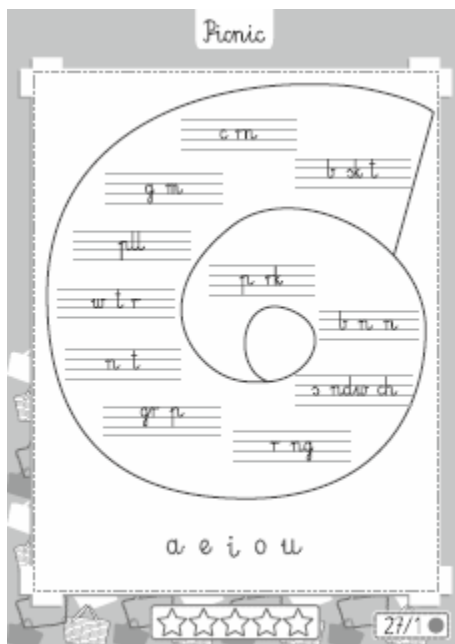 Picnic
c m
b sk t
g m
pll
p rk
w t r
b n n
n t
s ndw ch
gr p
r ng
a e i o u
27/1